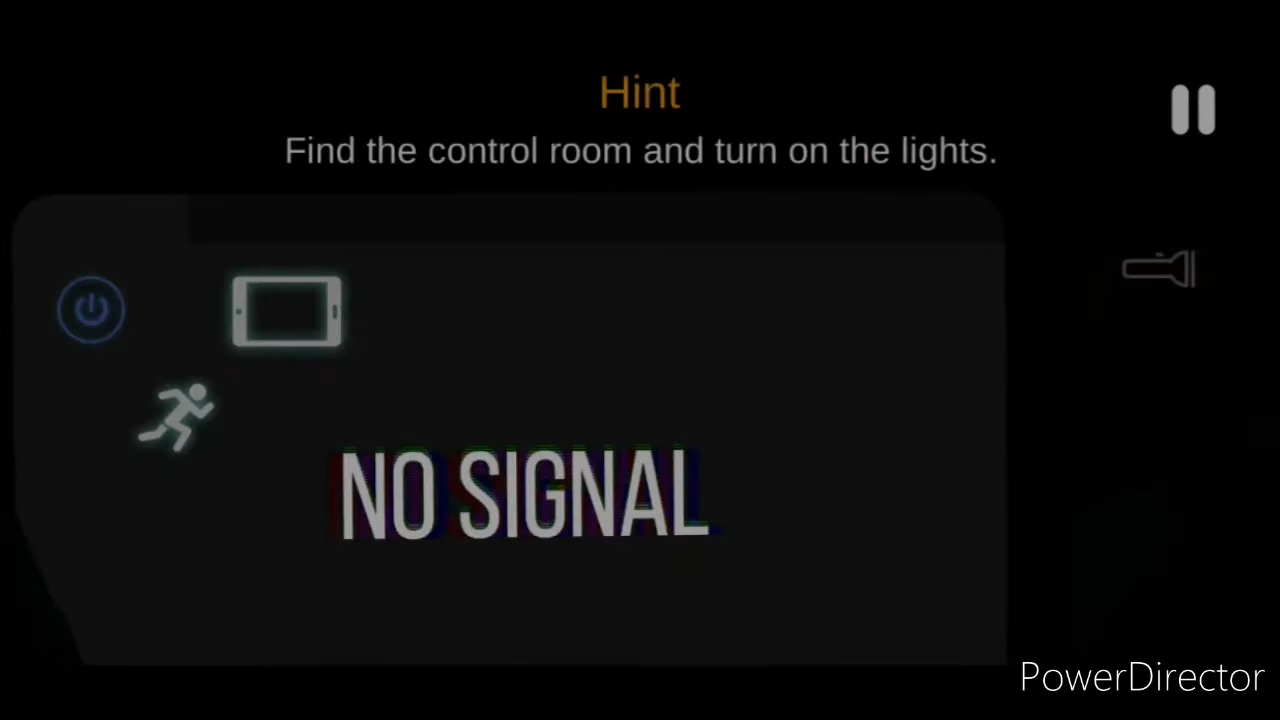 Hint
Find the control room and turn on the lights.
NO SIGNAL
PowerDirector